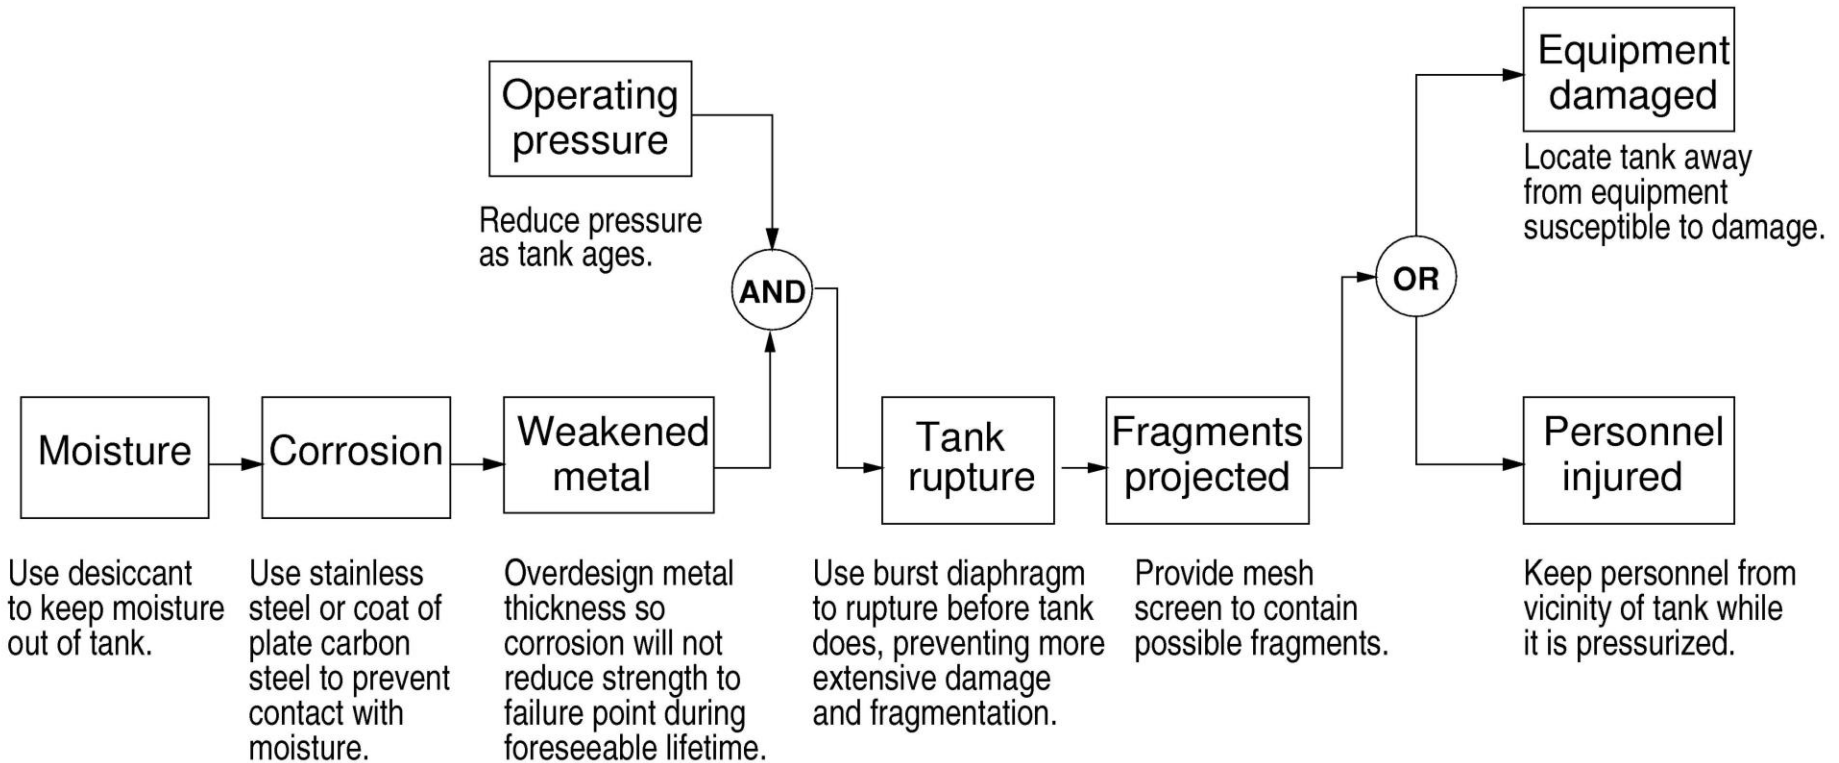 Equipment
damaged
Locate tank away
from equipment
susceptible to damage.
Operating
pressure
Reduce pressure
as tank ages.
AND
OR
Moisture
Use desiccant
to keep moisture
out of tank.
Corrosion
Use stainless
steel or coat of
plate carbon
steel to prevent
contact with
moisture.
Weakened
metal
Overdesign metal
thickness so
corrosion will not
reduce strength to
failure point during
foreseeable lifetime.
Tank
rupture
Use burst diaphragm
to rupture before tank
does, preventing more
extensive damage
and fragmentation.
Fragments
projected
Provide mesh
screen to contain
possible fragments.
Personnel
injured
Keep personnel from
vicinity of tank while
it is pressurized.